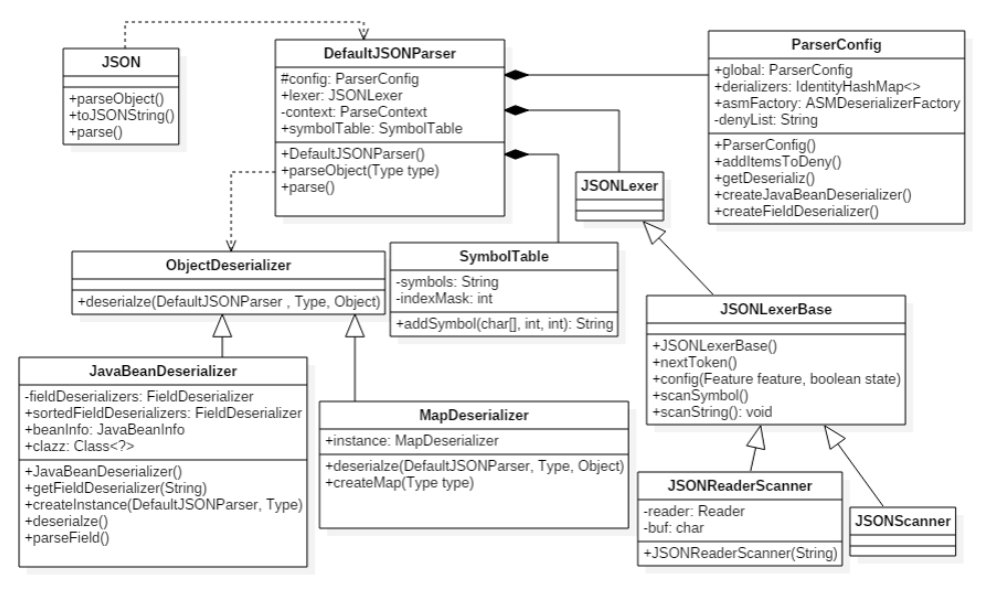 JSON
+parseObject()
+toJSONString()
+parse()
DefaultJSONParser
#config: ParserConfig
+lexer: JSONLexer
-context: ParseContext
+symbolTable: SymbolTable
+DefaultJSONParser()
+parseObject(Type type)
+parse()
ParserConfig
+global: ParserConfig
+derializers: IdentityHashMap<>
+asmFactory: ASMDeserializerFactory
-denyList: String
+ParserConfig()
+addItemsToDeny()
+getDeserializ()
+createJavaBeanDeserializer()
+createFieldDeserializer()
JSONLexer
ObjectDeserializer
+deserialze(DefaultJSONParser , Type, Object)
SymbolTable
-symbols: String
-indexMask: int
+addSymbol(char[], int, int): String
JSONLexerBase
+JSONLexerBase()
+nextToken()
+config(Feature feature, boolean state)
+scanSymbol()
+scanString(): void
JavaBeanDeserializer
-fieldDeserializers: FieldDeserializer
+sortedFieldDeserializers: FieldDeserializer
+beanInfo: JavaBeanInfo
+clazz: Class<?>
+JavaBeanDeserializer()
+getFieldDeserializer(String)
+createInstance(DefaultJSONParser, Type)
+deserialze()
+parseField()
MapDeserializer
+instance: MapDeserializer
+deserialze(DefaultJSONParser, Type, Object)
+createMap(Type type)
JSONReaderScanner
-reader: Reader
-buf: char
+JSONReaderScanner(String)
JSONScanner